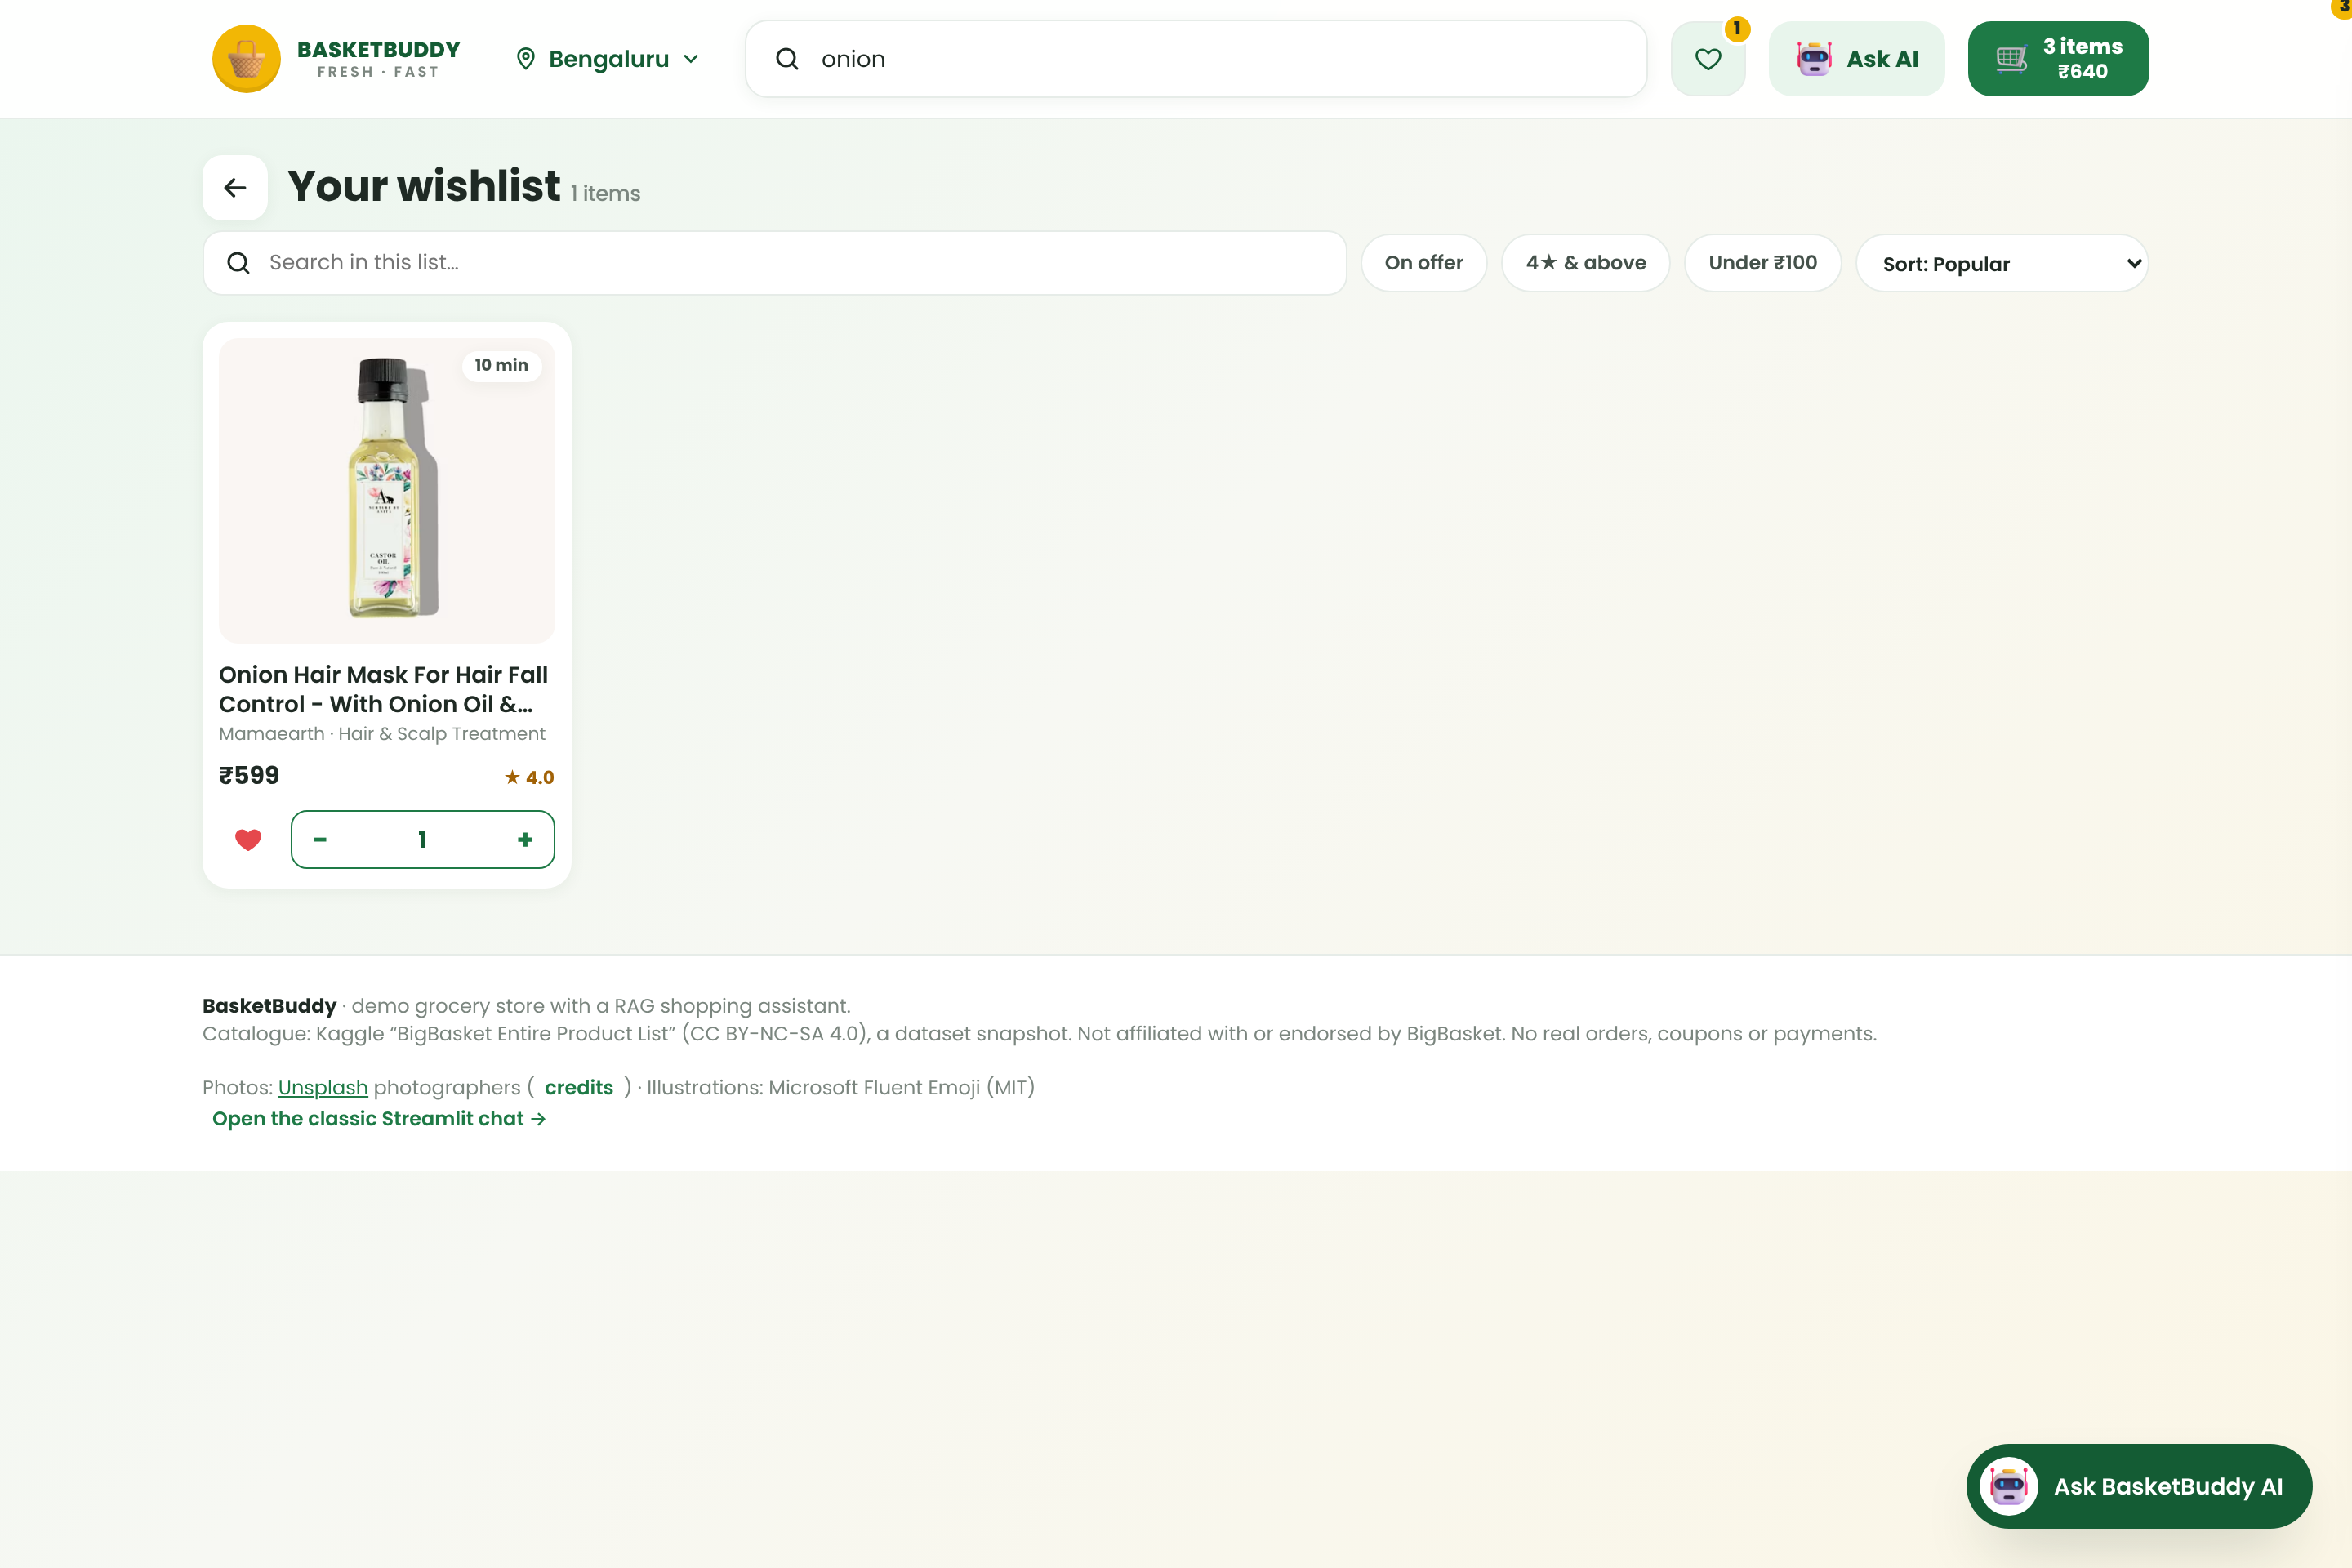 BASKETBUDDY
FRESH · FAST
Bengaluru
onion
1
Ask AI
3 items
₹640
3
Your wishlist 1 items
Search in this list...
On offer
4★ & above
Under ₹100
Sort: Popular
10 min
CASTOR
OIL
Onion Hair Mask For Hair Fall
Control - With Onion Oil &...
Mamaearth · Hair & Scalp Treatment
₹599
★ 4.0
− 1 +
BasketBuddy · demo grocery store with a RAG shopping assistant.
Catalogue: Kaggle “BigBasket Entire Product List” (CC BY-NC-SA 4.0), a dataset snapshot. Not affiliated with or endorsed by BigBasket. No real orders, coupons or payments.
Photos: Unsplash photographers ( credits ) · Illustrations: Microsoft Fluent Emoji (MIT)
Open the classic Streamlit chat →
Ask BasketBuddy AI